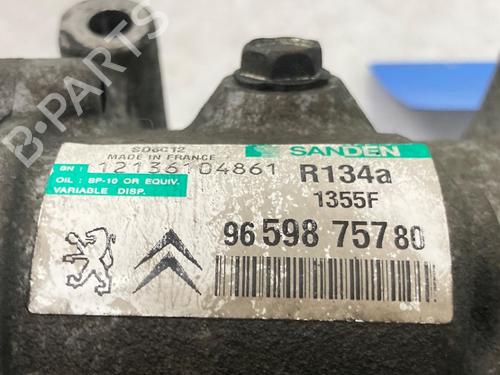 SD6C12
MADE IN FRANCE
SANDEN
SN: 12136104861
R134a
OIL : SP-10 OR EQUIV.
VARIABLE DISP.
1355F
96 598 757 80
B-PARTS